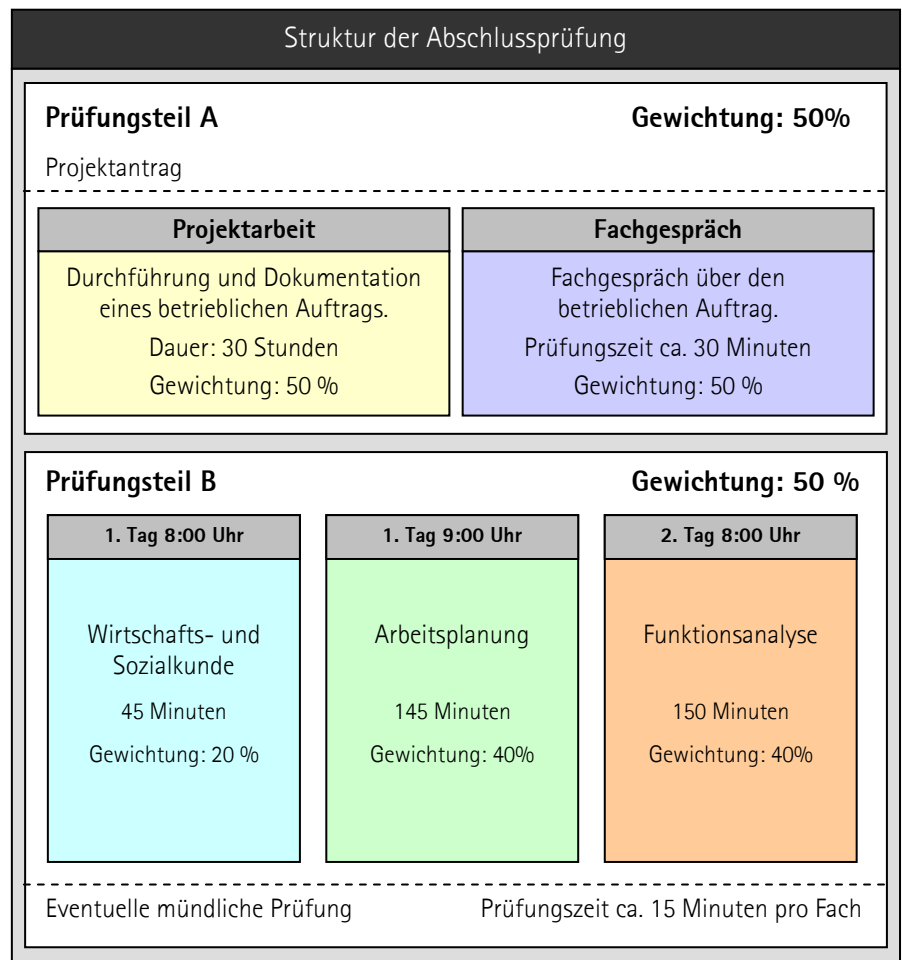 Struktur der Abschlussprüfung
Prüfungsteil A
Gewichtung: 50%
Projektantrag
Projektarbeit
Durchführung und Dokumentation
eines betrieblichen Auftrags.
Dauer: 30 Stunden
Gewichtung: 50 %
Fachgespräch
Fachgespräch über den
betrieblichen Auftrag.
Prüfungszeit ca. 30 Minuten
Gewichtung: 50 %
Prüfungsteil B
Gewichtung: 50 %
1. Tag 8:00 Uhr
Wirtschafts- und
Sozialkunde
45 Minuten
Gewichtung: 20 %
1. Tag 9:00 Uhr
Arbeitsplanung
145 Minuten
Gewichtung: 40%
2. Tag 8:00 Uhr
Funktionsanalyse
150 Minuten
Gewichtung: 40%
Eventuelle mündliche Prüfung
Prüfungszeit ca. 15 Minuten pro Fach